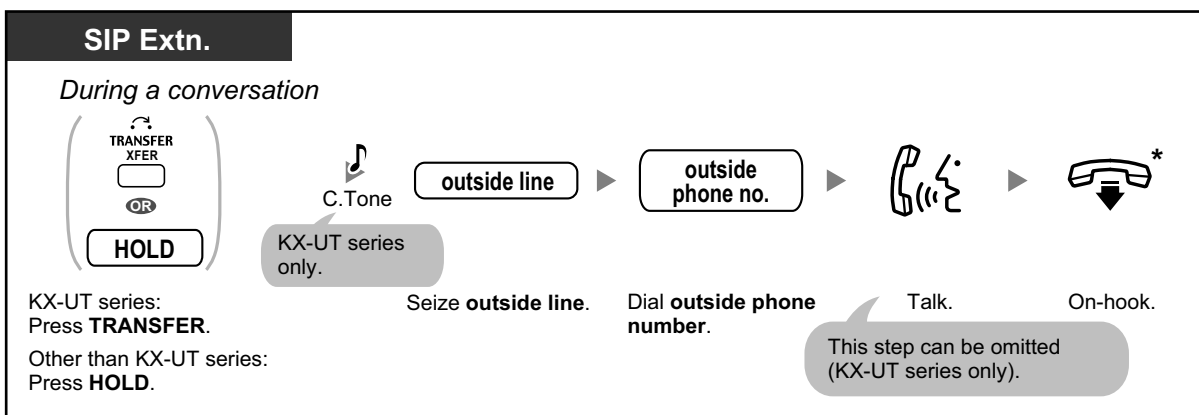 SIP Extn.
During a conversation
TRANSFER
XFER
OR
HOLD
C.Tone
KX-UT series
only.
outside line
outside
phone no.
*
KX-UT series:
Press TRANSFER.
Other than KX-UT series:
Press HOLD.
Seize outside line.
Dial outside phone
number.
Talk.
This step can be omitted
(KX-UT series only).
On-hook.